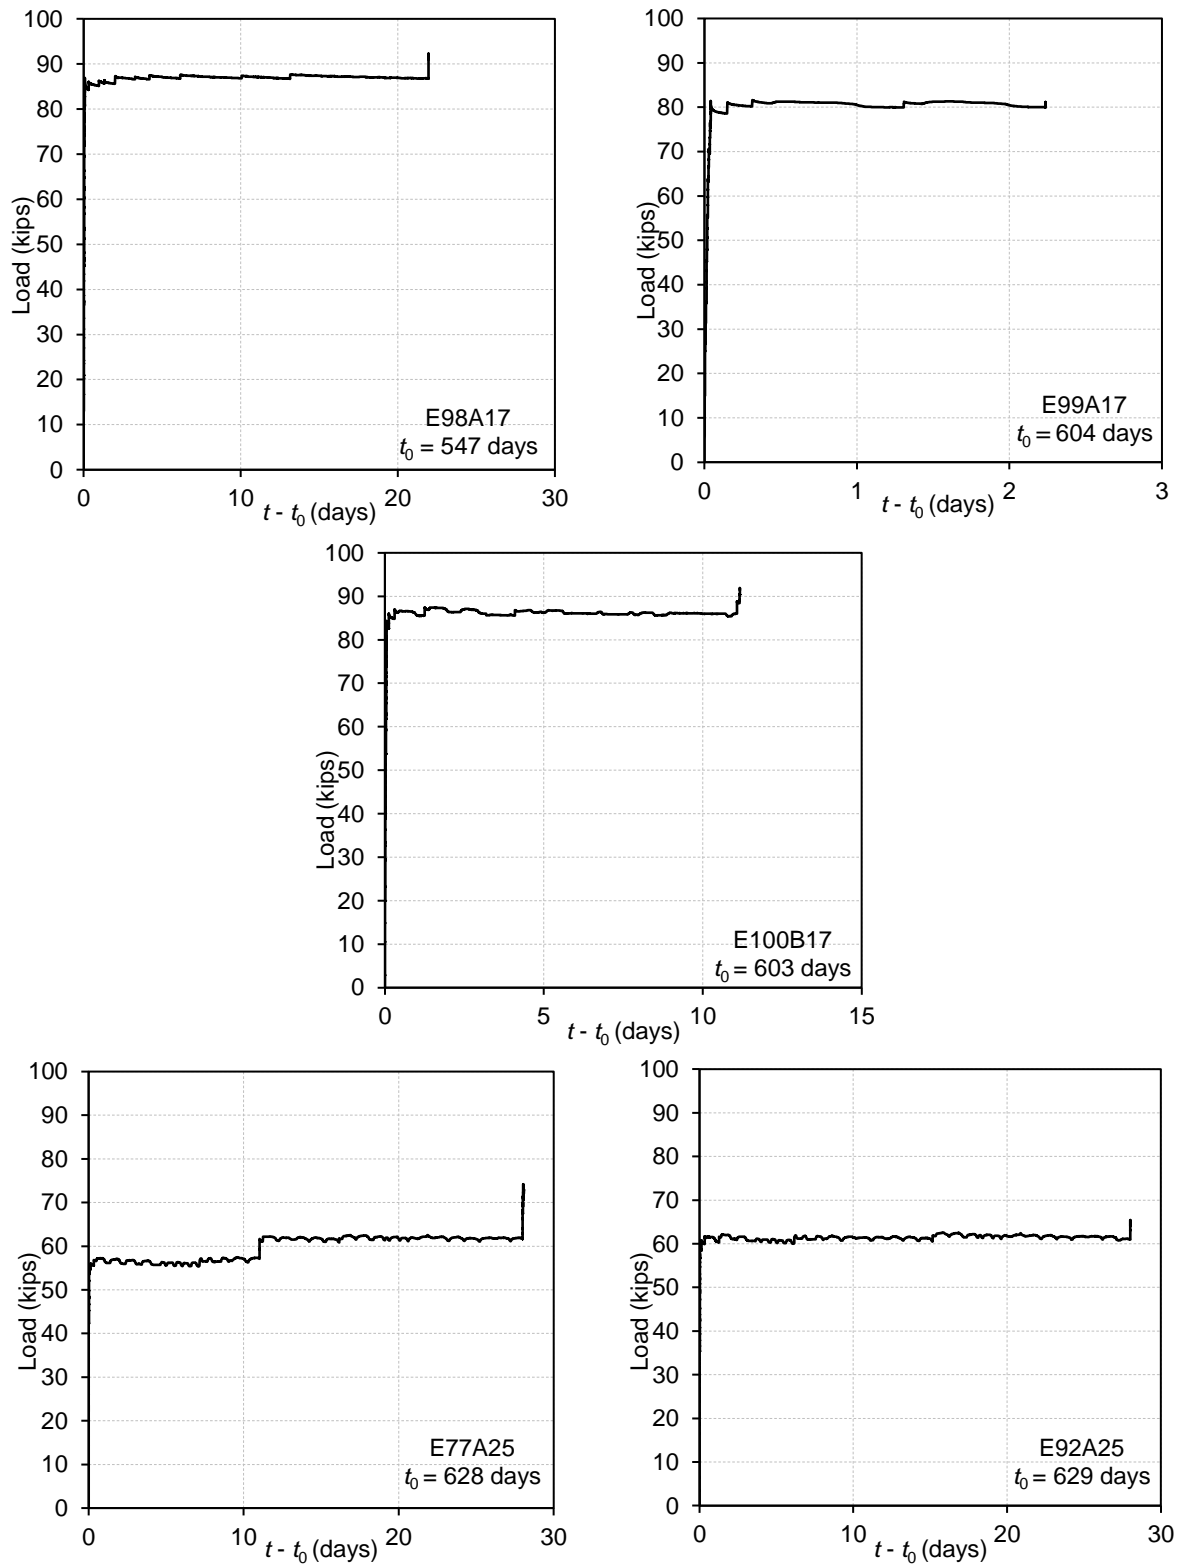 100
90
80
70
60
50
40
30
20
10
0
Load (kips)
E98A17
t0 = 547 days
0 10 20 30
t - t0 (days)
100
90
80
70
60
50
40
30
20
10
0
Load (kips)
E99A17
t0 = 604 days
0 1 2 3
t - t0 (days)
100
90
80
70
60
50
40
30
20
10
0
Load (kips)
E100B17
t0 = 603 days
0 5 10 15
t - t0 (days)
100
90
80
70
60
50
40
30
20
10
0
Load (kips)
E77A25
t0 = 628 days
0 10 20 30
t - t0 (days)
100
90
80
70
60
50
40
30
20
10
0
Load (kips)
E92A25
t0 = 629 days
0 10 20 30
t - t0 (days)